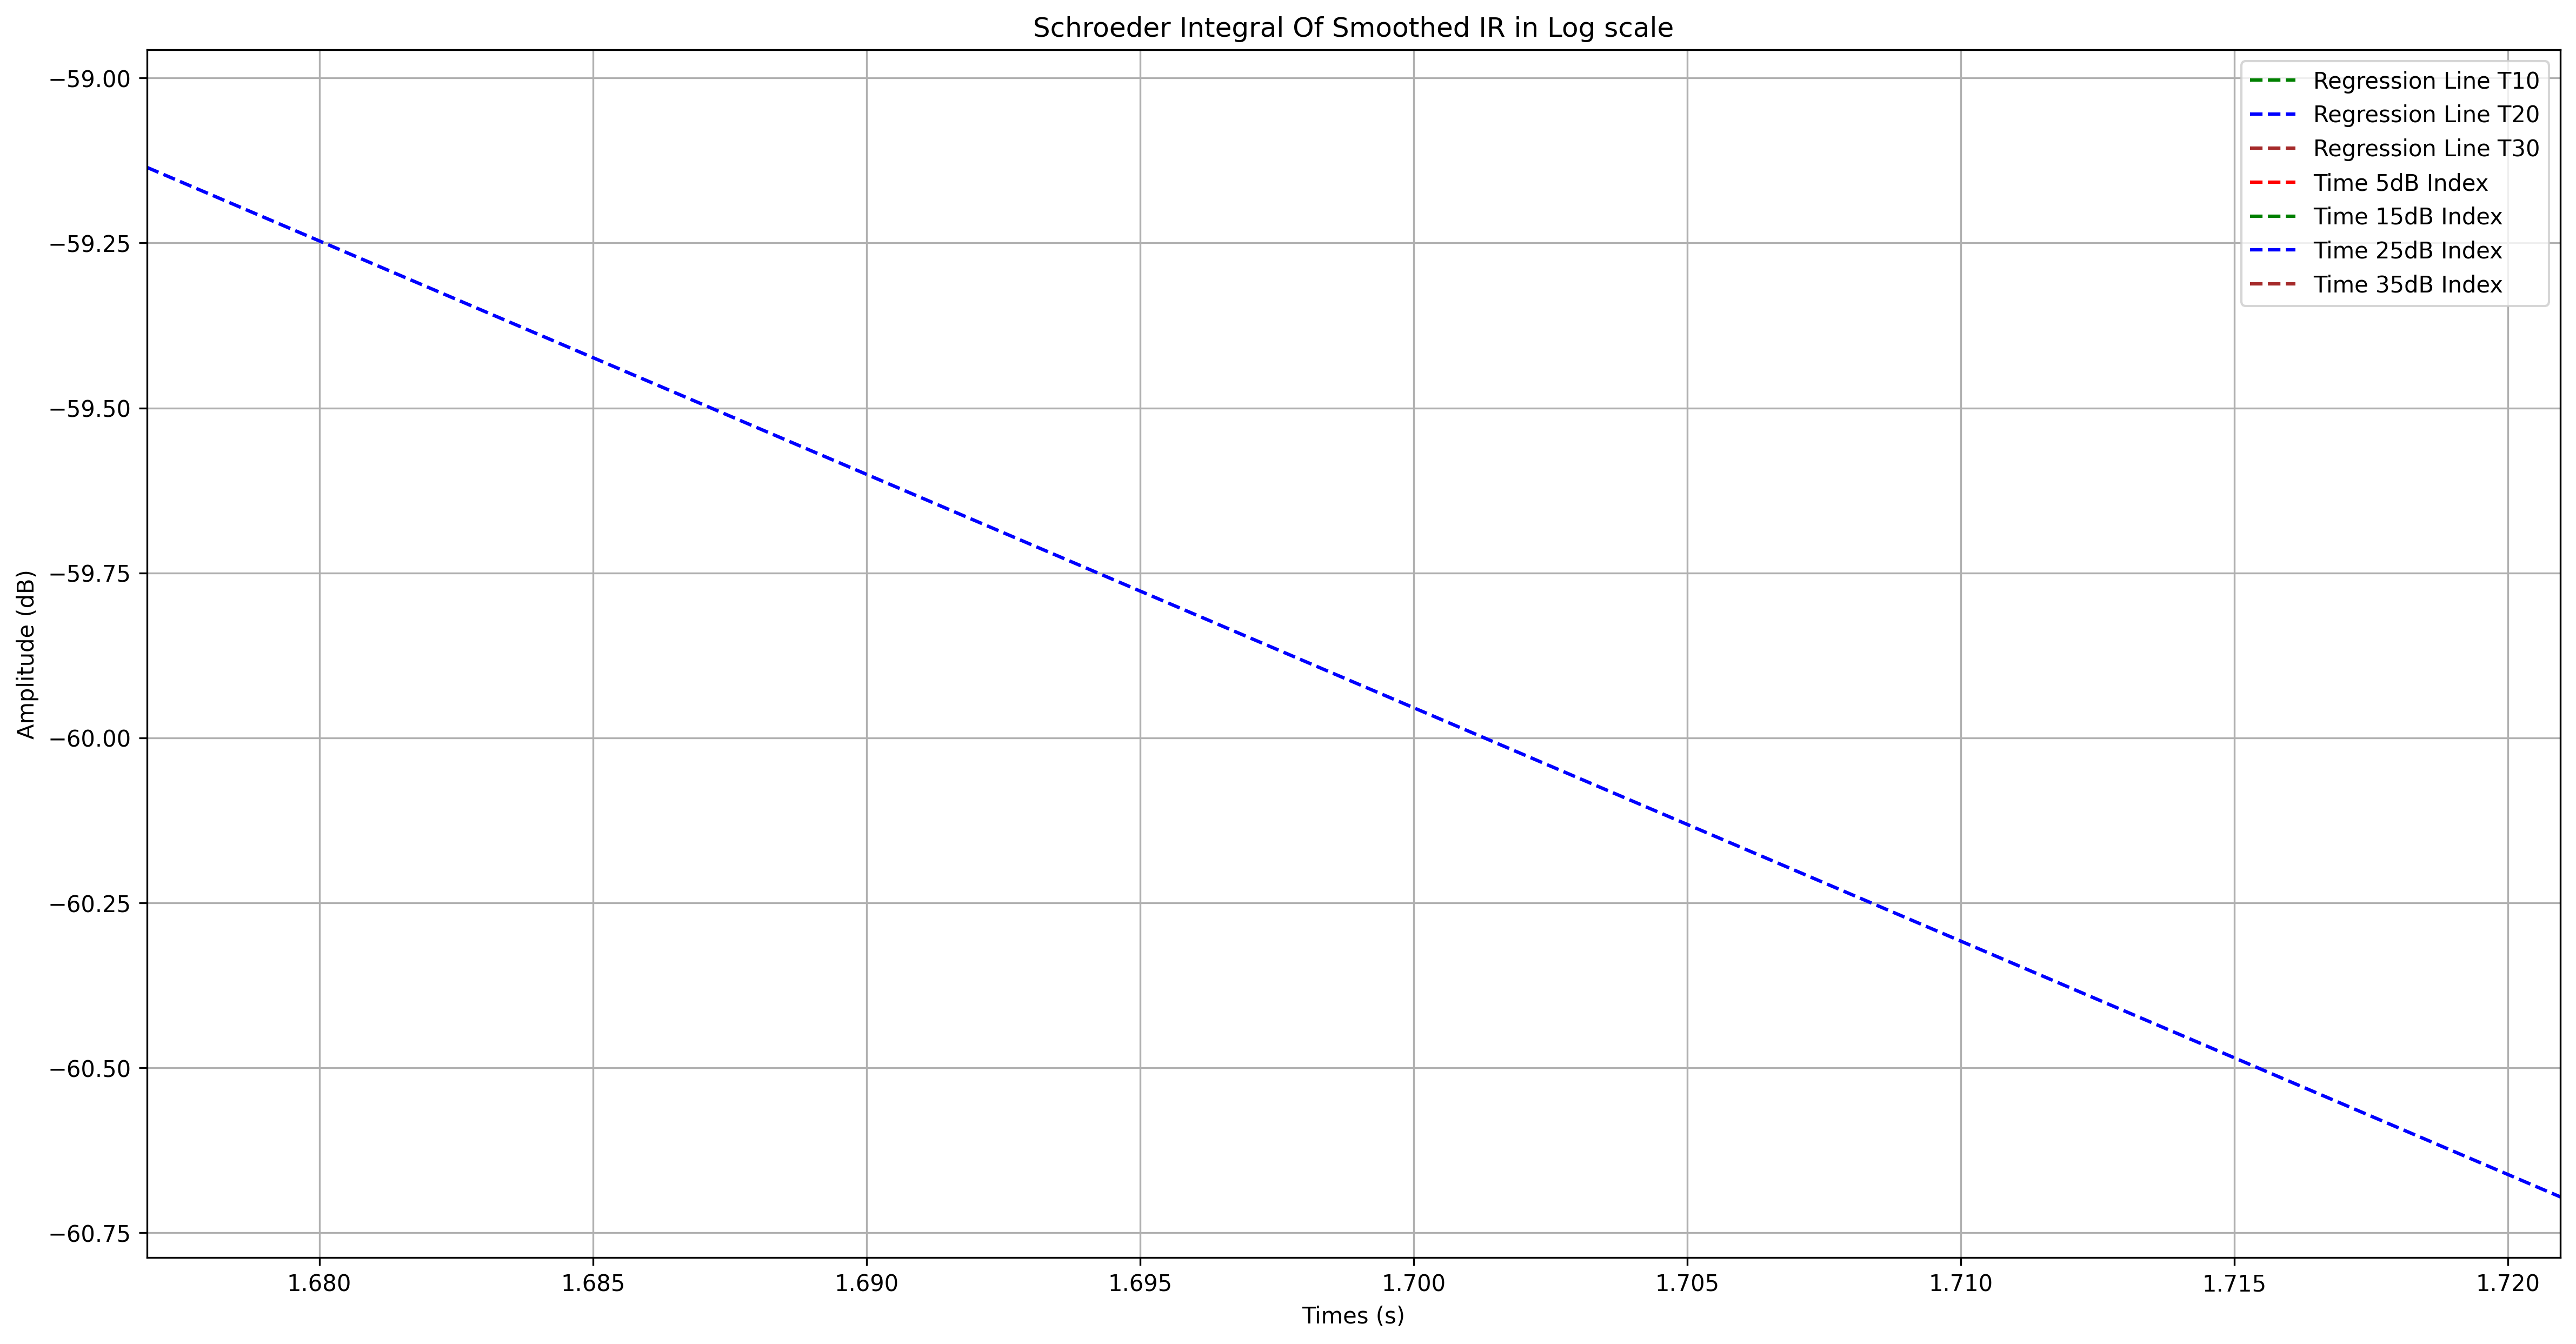 Schroeder Integral Of Smoothed IR in Log scale
−59.00
−59.25
−59.50
−59.75
−60.00
−60.25
−60.50
−60.75
Amplitude (dB)
Regression Line T10
Regression Line T20
Regression Line T30
Time 5dB Index
Time 15dB Index
Time 25dB Index
Time 35dB Index
1.680 1.685 1.690 1.695 1.700 1.705 1.710 1.715 1.720
Times (s)